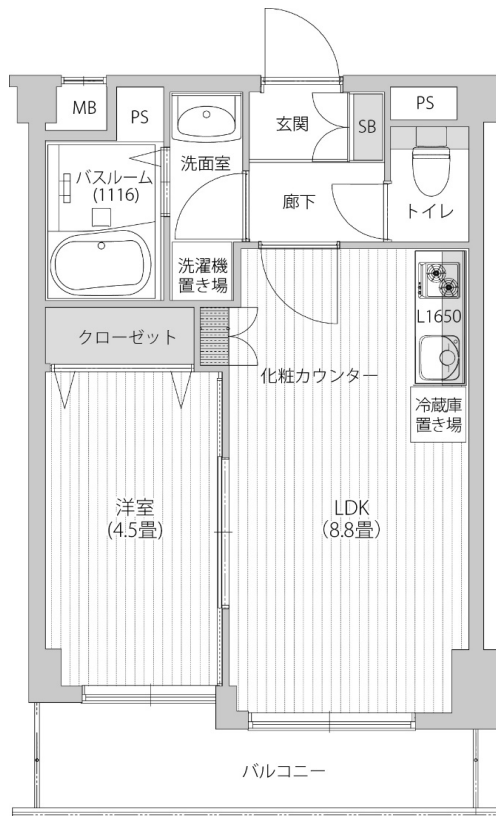 MB
PS
玄関
SB
PS
洗面室
バスルーム
(1116)
廊下
トイレ
洗濯機
置き場
L1650
クローゼット
化粧カウンター
冷蔵庫
置き場
洋室
(4.5畳)
LDK
(8.8畳)
バルコニー